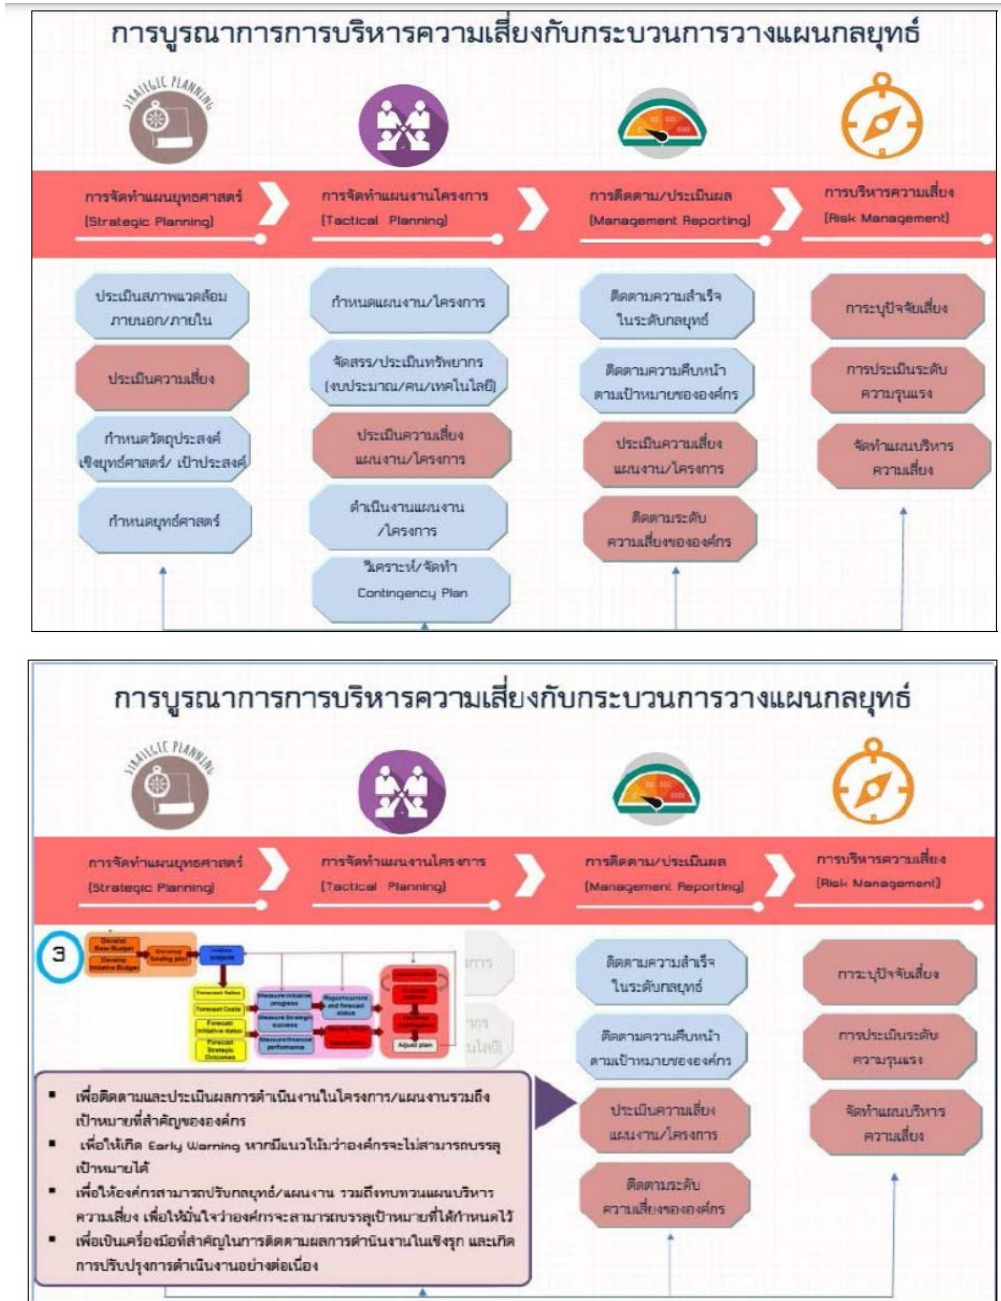 การบูรณาการการบริหารความเสี่ยงกับกระบวนการวางแผนกลยุทธ์
STRATEGIC PLANNING
การจัดทำแผนยุทธศาสตร์
(Strategic Planning)
การจัดทำแผนงานโครงการ
(Tactical Planning)
การติดตาม/ประเมินผล
(Management Reporting)
การบริหารความเสี่ยง
(Risk Management)
ประเมินสภาพแวดล้อม
ภายนอก/ภายใน
ประเมินความเสี่ยง
กำหนดวัตถุประสงค์
เชิงยุทธ์ศาสตร์/ เป้าประสงค์
กำหนดยุทธ์ศาสตร์
กำหนดแผนงาน/โครงการ
จัดสรร/ประเมินทรัพยากร
(งบประมาณ/คน/เทคโนโลยี)
ประเมินความเสี่ยง
แผนงาน/โครงการ
ดำเนินงานแผนงาน
/โครงการ
วิเคราะห์/จัดทำ
Contingency Plan
ติดตามความสำเร็จ
ในระดับกลยุทธ์
ติดตามความคืบหน้า
ตามเป้าหมายขององค์กร
ประเมินความเสี่ยง
แผนงาน/โครงการ
ติดตามระดับ
ความเสี่ยงขององค์กร
การะบุปัจจัยเสี่ยง
การประเมินระดับ
ความรุนแรง
จัดทำแผนบริหาร
ความเสี่ยง
การบูรณาการการบริหารความเสี่ยงกับกระบวนการวางแผนกลยุทธ์
STRATEGIC PLANNING
การจัดทำแผนยุทธศาสตร์
(Strategic Planning)
การจัดทำแผนงานโครงการ
(Tactical Planning)
การติดตาม/ประเมินผล
(Management Reporting)
การบริหารความเสี่ยง
(Risk Management)
3
Develop
Base Budget
Develop
Initiative Budget
funding plan
projects
Forecast Costs
Forecast
initiative status
Forecast
Strategic
Outcomes
Measure initiative
progress
Measure Strategic
success
Measure financial
performance
Report current
and forecast
status
Adjust plan
ติดตามความสำเร็จ
ในระดับกลยุทธ์
ติดตามความคืบหน้า
ตามเป้าหมายขององค์กร
ประเมินความเสี่ยง
แผนงาน/โครงการ
ติดตามระดับ
ความเสี่ยงขององค์กร
การะบุปัจจัยเสี่ยง
การประเมินระดับ
ความรุนแรง
จัดทำแผนบริหาร
ความเสี่ยง
▪ เพื่อติดตามและประเมินผลการดำเนินงานในโครงการ/แผนงานรวมถึง
เป้าหมายที่สำคัญขององค์กร
▪ เพื่อให้เกิด Early Warning หากมีแนวโน้มว่าองค์กรจะไม่สามารถบรรลุ
เป้าหมายได้
▪ เพื่อให้องค์กรสามารถปรับกลยุทธ์/แผนงาน รวมถึงทบทวนแผนบริหาร
ความเสี่ยง เพื่อให้มั่นใจว่าองค์กรจะสามารถบรรลุเป้าหมายที่ได้กำหนดไว้
▪ เพื่อเป็นเครื่องมือที่สำคัญในการติดตามผลการดำนินงานในเชิงรุก และเกิด
การปรับปรุงการดำเนินงานอย่างต่อเนื่อง